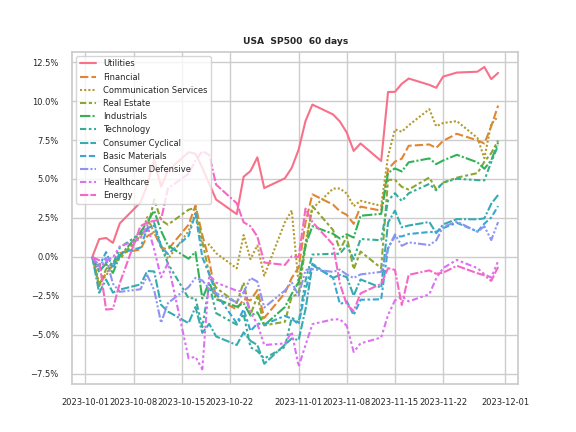 USA SP500 60 days
12.5%
10.0%
7.5%
5.0%
2.5%
0.0%
−2.5%
−5.0%
−7.5%
Utilities
Financial
Communication Services
Real Estate
Industrials
Technology
Consumer Cyclical
Basic Materials
Consumer Defensive
Healthcare
Energy
2023-10-01 2023-10-08 2023-10-15 2023-10-22 2023-11-01 2023-11-08 2023-11-15 2023-11-22 2023-12-01